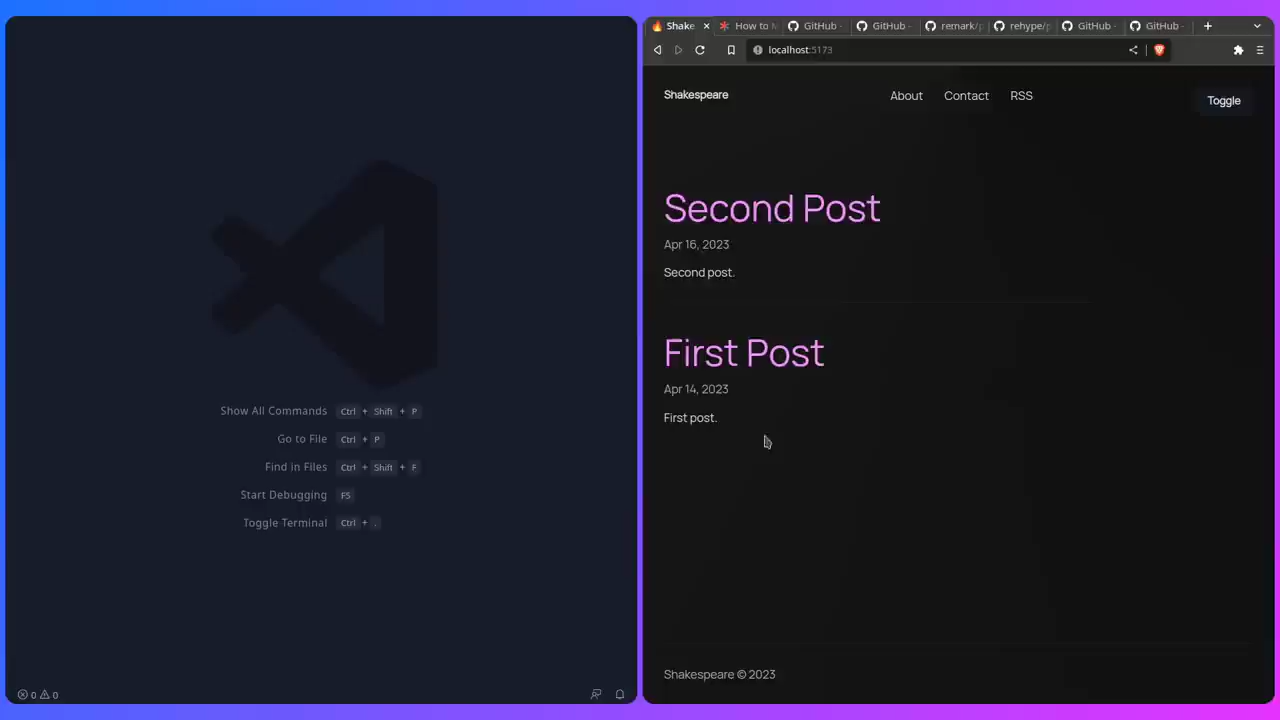 Show All Commands Ctrl + Shift + P
Go to File Ctrl + P
Find in Files Ctrl + Shift + F
Start Debugging F5
Toggle Terminal Ctrl + .
0 0
Shake How to GitHub - GitHub - remark/p rehype/p GitHub - GitHub -
localhost:5173
Shakespeare About Contact RSS Toggle
Second Post
Apr 16, 2023
Second post.
First Post
Apr 14, 2023
First post.
Shakespeare © 2023